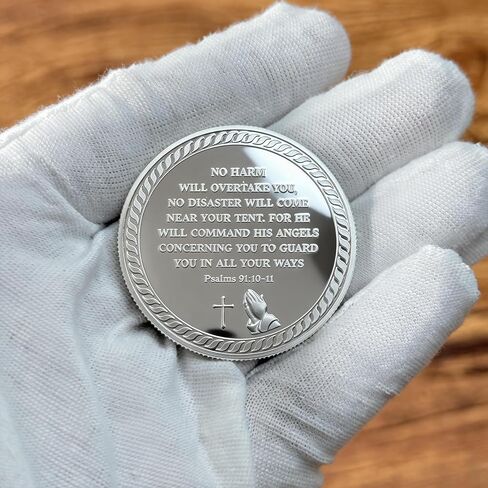 NO HARM
WILL OVERTAKE YOU,
NO DISASTER WILL COME
NEAR YOUR TENT. FOR HE
WILL COMMAND HIS ANGELS
CONCERNING YOU TO GUARD
YOU IN ALL YOUR WAYS
Psalms 91:10-11